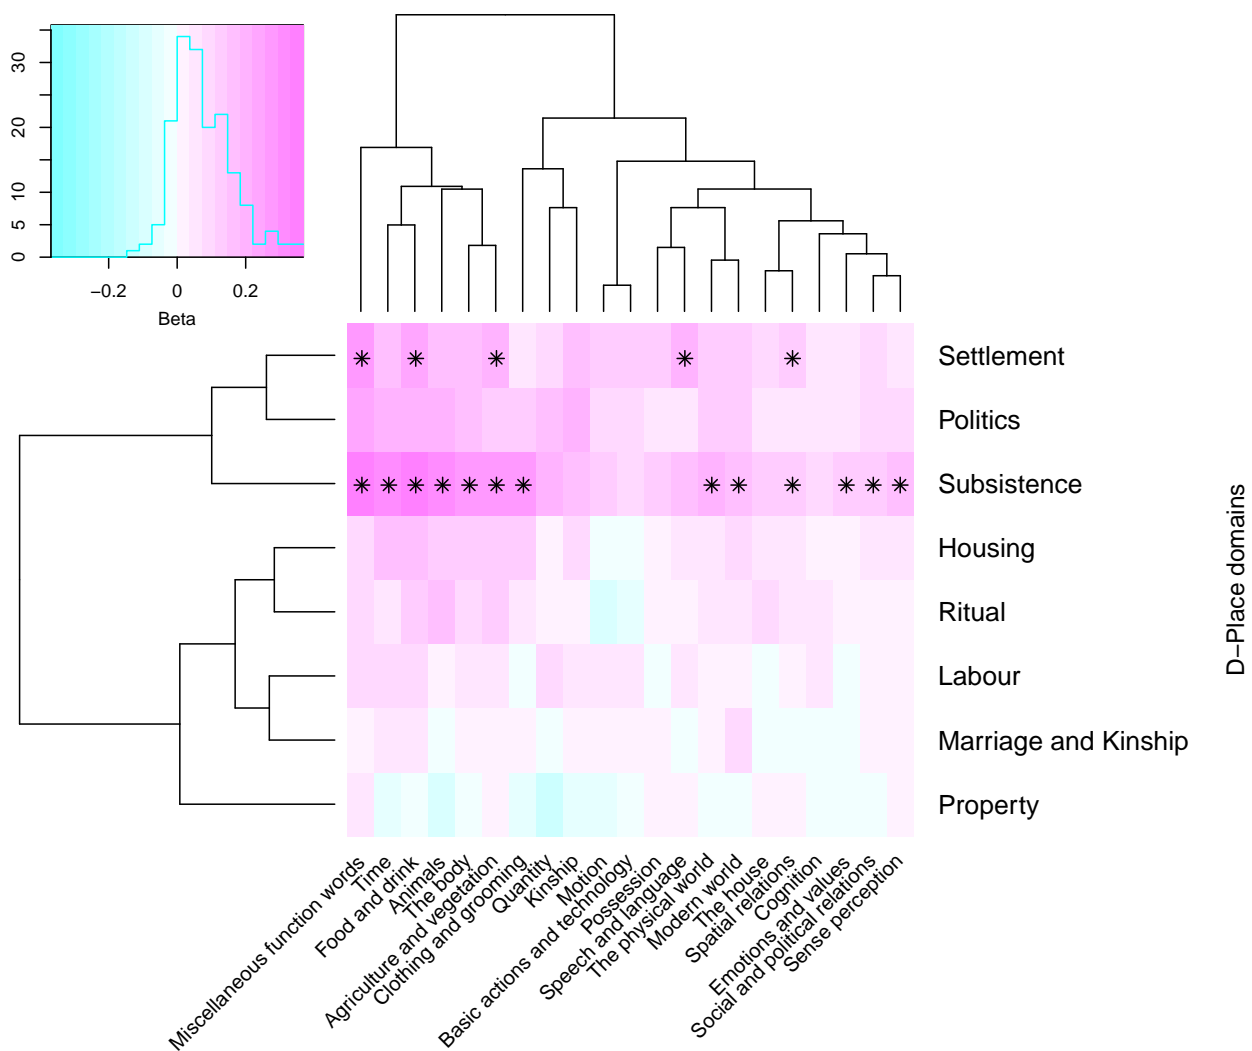 30
20
10
5
0
−0.2 0 0.2
Beta
Settlement
Politics
Subsistence
Housing
Ritual
Labour
Marriage and Kinship
Property
D−Place domains
Miscellaneous function words
Time
Food and drink
Animals
The body
Agriculture and vegetation
Clothing and grooming
Quantity
Kinship
Motion
Basic actions and technology
Possession
Speech and language
The physical world
Modern world
The house
Spatial relations
Cognition
Emotions and values
Social and political relations
Sense perception